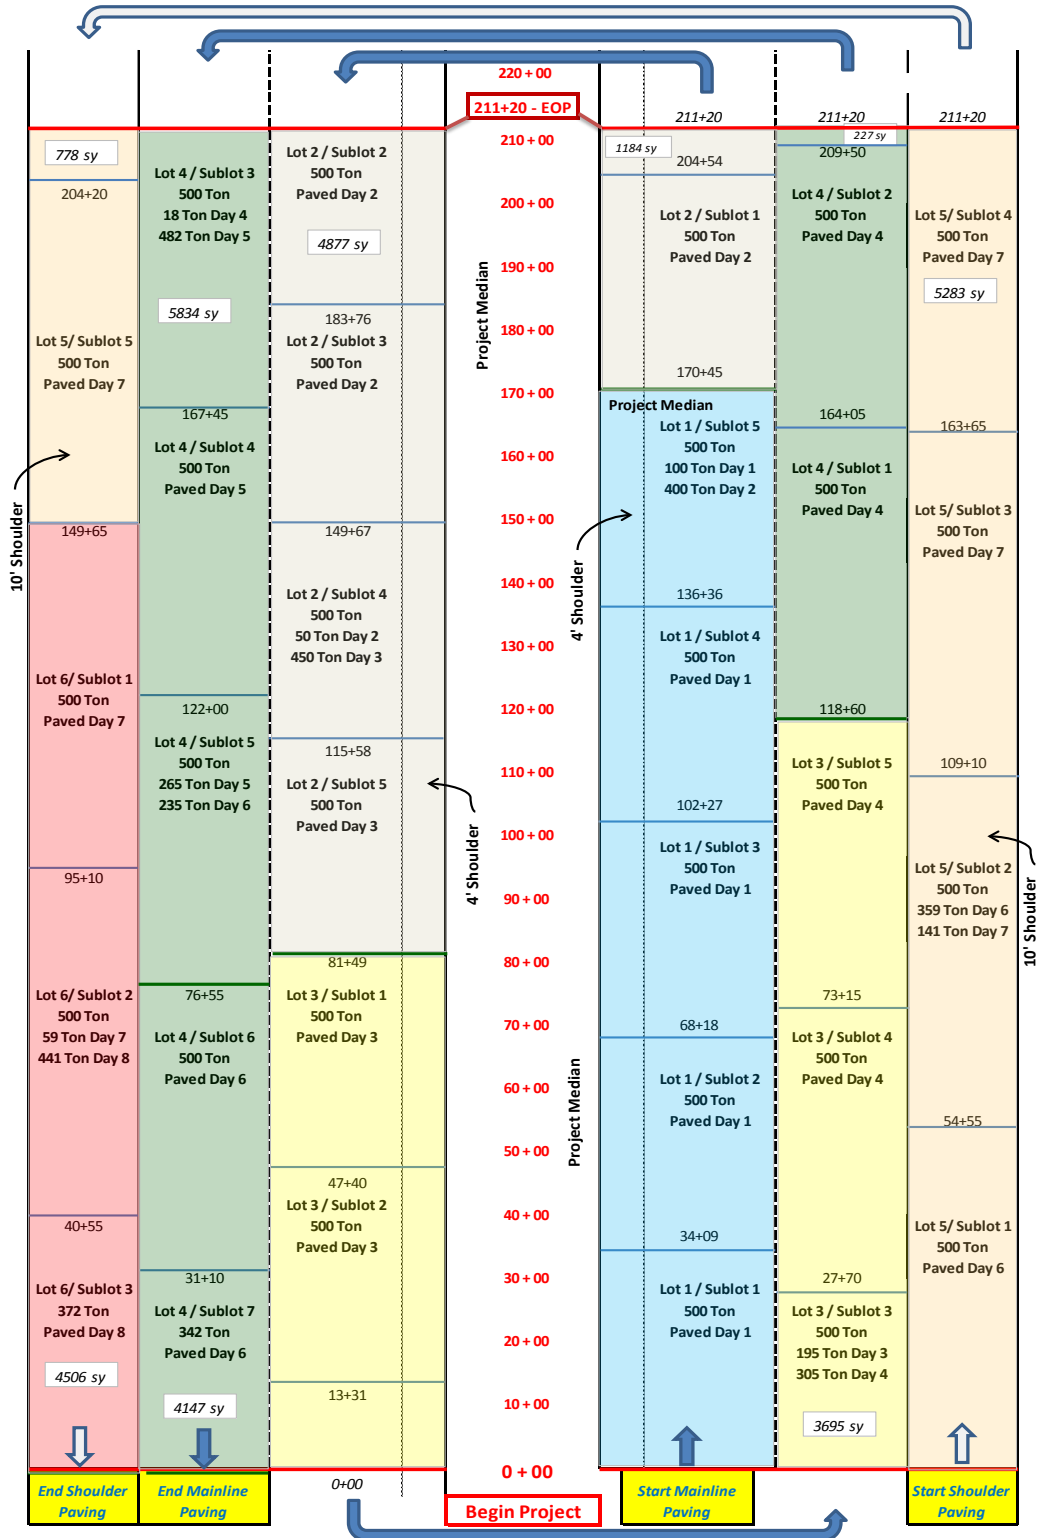 220 + 00
211+20 - EOP
210 + 00
200 + 00
190 + 00
180 + 00
170 + 00
160 + 00
150 + 00
140 + 00
130 + 00
120 + 00
110 + 00
100 + 00
90 + 00
80 + 00
70 + 00
60 + 00
50 + 00
40 + 00
30 + 00
20 + 00
10 + 00
0 + 00
Begin Project
Project Median
Project Median
778 sy
204+20
Lot 5/ Sublot 5
500 Ton
Paved Day 7
10' Shoulder
149+65
Lot 6/ Sublot 1
500 Ton
Paved Day 7
95+10
Lot 6/ Sublot 2
500 Ton
59 Ton Day 7
441 Ton Day 8
40+55
Lot 6/ Sublot 3
372 Ton
Paved Day 8
4506 sy
End Shoulder
Paving
Lot 4 / Sublot 3
500 Ton
18 Ton Day 4
482 Ton Day 5
5834 sy
167+45
Lot 4 / Sublot 4
500 Ton
Paved Day 5
122+00
Lot 4 / Sublot 5
500 Ton
265 Ton Day 5
235 Ton Day 6
76+55
Lot 4 / Sublot 6
500 Ton
Paved Day 6
31+10
Lot 4 / Sublot 7
342 Ton
Paved Day 6
4147 sy
End Mainline
Paving
Lot 2 / Sublot 2
500 Ton
Paved Day 2
4877 sy
183+76
Lot 2 / Sublot 3
500 Ton
Paved Day 2
149+67
Lot 2 / Sublot 4
500 Ton
50 Ton Day 2
450 Ton Day 3
115+58
Lot 2 / Sublot 5
500 Ton
Paved Day 3
4' Shoulder
81+49
Lot 3 / Sublot 1
500 Ton
Paved Day 3
47+40
Lot 3 / Sublot 2
500 Ton
Paved Day 3
13+31
0+00
211+20
1184 sy
204+54
Lot 2 / Sublot 1
500 Ton
Paved Day 2
170+45
Project Median
Lot 1 / Sublot 5
500 Ton
100 Ton Day 1
400 Ton Day 2
4' Shoulder
136+36
Lot 1 / Sublot 4
500 Ton
Paved Day 1
102+27
Lot 1 / Sublot 3
500 Ton
Paved Day 1
68+18
Lot 1 / Sublot 2
500 Ton
Paved Day 1
34+09
Lot 1 / Sublot 1
500 Ton
Paved Day 1
Start Mainline
Paving
211+20
227 sy
209+50
Lot 4 / Sublot 2
500 Ton
Paved Day 4
164+05
Lot 4 / Sublot 1
500 Ton
Paved Day 4
118+60
Lot 3 / Sublot 5
500 Ton
Paved Day 4
73+15
Lot 3 / Sublot 4
500 Ton
Paved Day 4
27+70
Lot 3 / Sublot 3
500 Ton
195 Ton Day 3
305 Ton Day 4
3695 sy
211+20
Lot 5/ Sublot 4
500 Ton
Paved Day 7
5283 sy
163+65
Lot 5/ Sublot 3
500 Ton
Paved Day 7
109+10
Lot 5/ Sublot 2
500 Ton
359 Ton Day 6
141 Ton Day 7
10' Shoulder
54+55
Lot 5/ Sublot 1
500 Ton
Paved Day 6
Start Shoulder
Paving